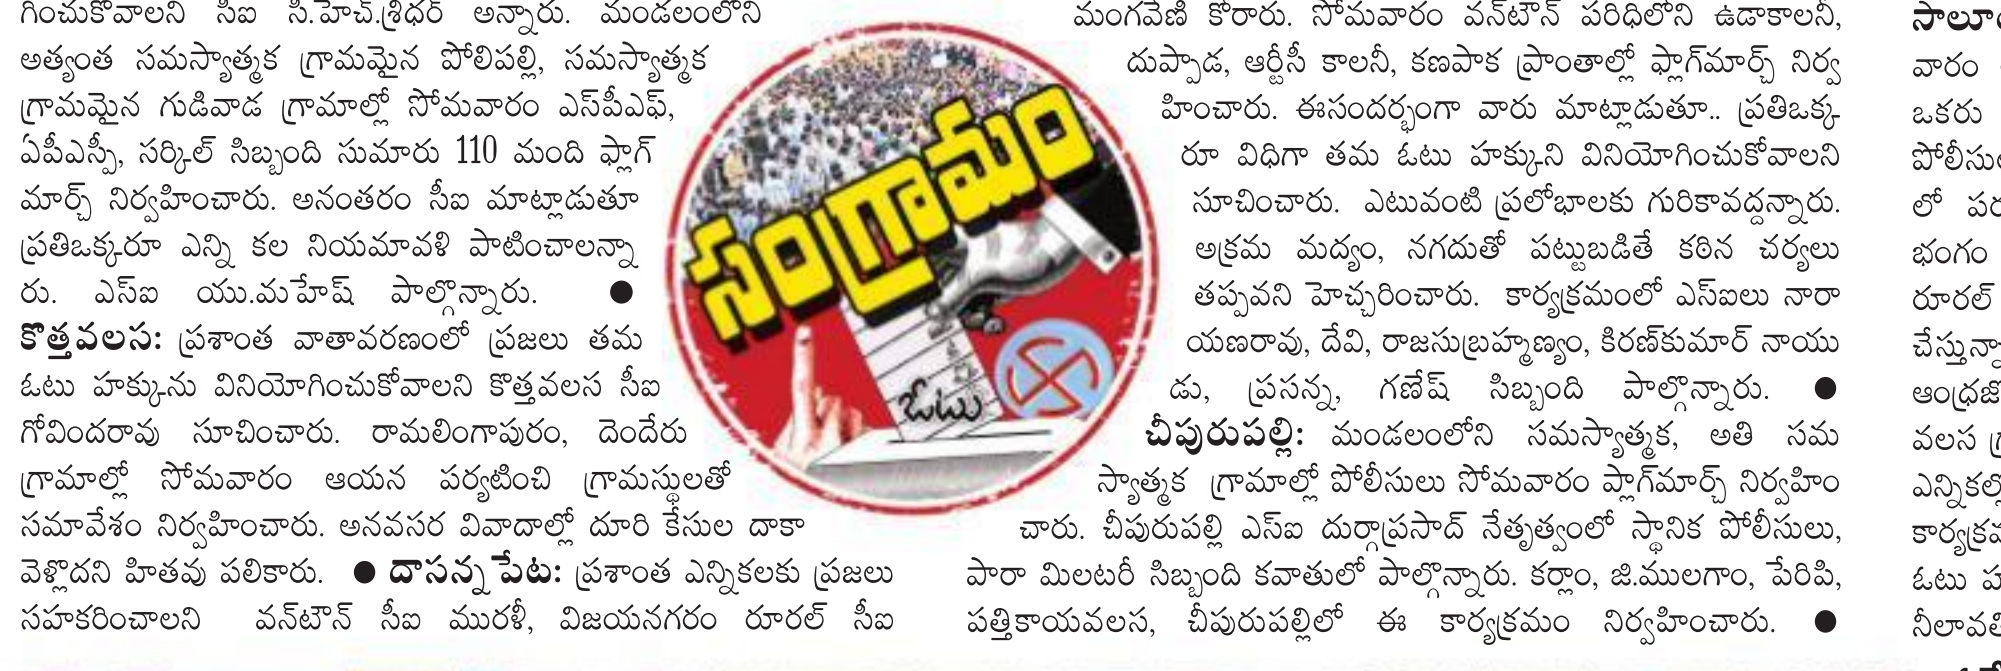 గించుకోవాలని సీఐ సి.హెచ్.శ్రీధర్ అన్నారు. మండలంలోని
అత్యంత సమస్యాత్మక గ్రామమైన పోలిపల్లి, సమస్యాత్మక
గ్రామమైన గుడివాడ గ్రామాల్లో సోమవారం ఎస్‌పీఎఫ్,
ఏపీఎస్పీ, సర్కిల్ సిబ్బంది సుమారు 110 మంది ఫ్లాగ్
మార్చ్ నిర్వహించారు. అనంతరం సీఐ మాట్లాడుతూ
ప్రతిఒక్కరూ ఎన్ని కల నియమావళి పాటించాలన్నా
రు. ఎస్ఐ యు.మహేష్ పాల్గొన్నారు. ●
కొత్తవలస: ప్రశాంత వాతావరణంలో ప్రజలు తమ
ఓటు హక్కును వినియోగించుకోవాలని కొత్తవలస సీఐ
గోవిందరావు సూచించారు. రామలింగాపురం, దెందేరు
గ్రామాల్లో సోమవారం ఆయన పర్యటించి గ్రామస్థులతో
సమావేశం నిర్వహించారు. అనవసర వివాదాల్లో దూరి కేసుల దాకా
వెళ్లొదని హితవు పలికారు. ● దాసన్నపేట: ప్రశాంత ఎన్నికలకు ప్రజలు
సహకరించాలని వన్‌టౌన్ సీఐ మురళీ, విజయనగరం రూరల్ సీఐ
సంగ్రామం
ఓటు
మంగవేణి కోరారు. సోమవారం వన్‌టౌన్ పరిధిలోని ఉడాకాలనీ,
దుప్పాడ, ఆర్టీసీ కాలనీ, కణపాక ప్రాంతాల్లో ఫ్లాగ్‌మార్చ్ నిర్వ
హించారు. ఈసందర్భంగా వారు మాట్లాడుతూ.. ప్రతిఒక్క
రూ విధిగా తమ ఓటు హక్కుని వినియోగించుకోవాలని
సూచించారు. ఎటువంటి ప్రలోభాలకు గురికావద్దన్నారు.
అక్రమ మద్యం, నగదుతో పట్టుబడితే కఠిన చర్యలు
తప్పవని హెచ్చరించారు. కార్యక్రమంలో ఎస్ఐలు నారా
యణరావు, దేవి, రాజసుబ్రహ్మణ్యం, కిరణ్‌కుమార్ నాయు
డు, ప్రసన్న, గణేష్ సిబ్బంది పాల్గొన్నారు. ●
చీపురుపల్లి: మండలంలోని సమస్యాత్మక, అతి సమ
స్యాత్మక గ్రామాల్లో పోలీసులు సోమవారం ఫ్లాగ్‌మార్చ్ నిర్వహిం
చారు. చీపురుపల్లి ఎస్ఐ దుర్గాప్రసాద్ నేతృత్వంలో స్థానిక పోలీసులు,
పారా మిలటరీ సిబ్బంది కవాతులో పాల్గొన్నారు. కర్లాం, జి.ములగాం, పేరిపి,
పత్తికాయవలస, చీపురుపల్లిలో ఈ కార్యక్రమం నిర్వహించారు. ●
వారం
ఒకరు
లో
భంగం
రూరల్
వలస
ఓటు